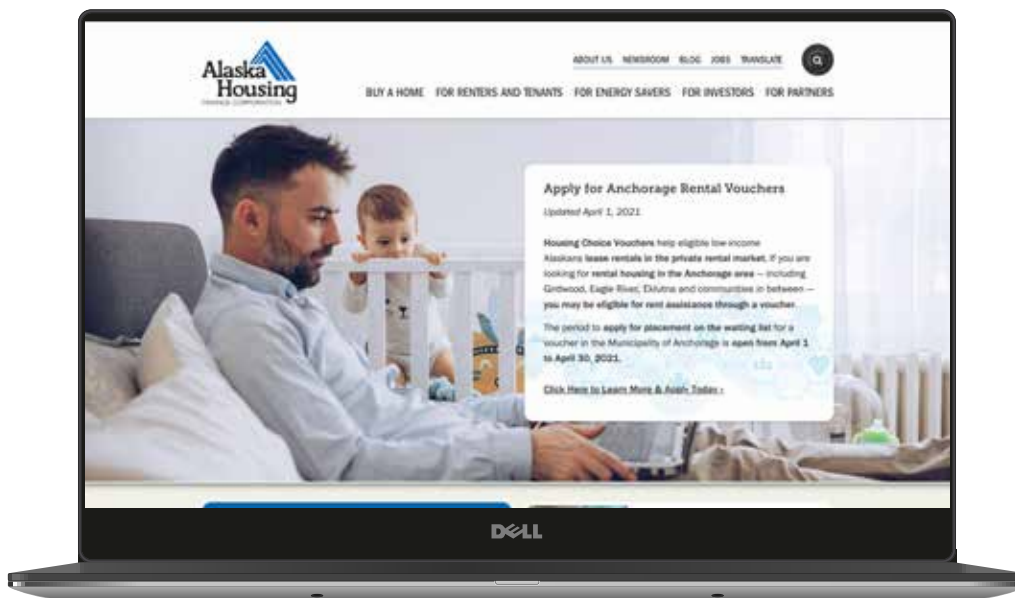 Alaska
Housing
FINANCE CORPORATION
ABOUT US NEWSROOM BLOG JOBS TRANSLATE
BUY A HOME FOR RENTERS AND TENANTS FOR ENERGY SAVERS FOR INVESTORS FOR PARTNERS
Apply for Anchorage Rental Vouchers
Updated April 1, 2021
Housing Choice Vouchers help eligible low-income
Alaskans lease rentals in the private rental market. If you are
looking for rental housing in the Anchorage area — including
Girdwood, Eagle River, Eklutna and communities in between —
you may be eligible for rent assistance through a voucher.
The period to apply for placement on the waiting list for a
voucher in the Municipality of Anchorage is open from April 1
to April 30, 2021.
Click Here to Learn More & Apply Today ›
DELL